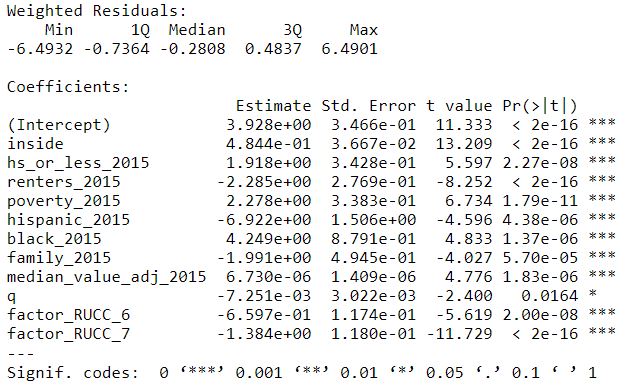 Weighted Residuals:
Min 1Q Median 3Q Max
-6.4932 -0.7364 -0.2808 0.4837 6.4901
Coefficients:
Estimate Std. Error t value Pr(>|t|)
(Intercept) 3.928e+00 3.466e-01 11.333 < 2e-16 ***
inside 4.844e-01 3.667e-02 13.209 < 2e-16 ***
hs_or_less_2015 1.918e+00 3.428e-01 5.597 2.27e-08 ***
renters_2015 -2.285e+00 2.769e-01 -8.252 < 2e-16 ***
poverty_2015 2.278e+00 3.383e-01 6.734 1.79e-11 ***
hispanic_2015 -6.922e+00 1.506e+00 -4.596 4.38e-06 ***
black_2015 4.249e+00 8.791e-01 4.833 1.37e-06 ***
family_2015 -1.991e+00 4.945e-01 -4.027 5.70e-05 ***
median_value_adj_2015 6.730e-06 1.409e-06 4.776 1.83e-06 ***
q -7.251e-03 3.022e-03 -2.400 0.0164 *
factor_RUCC_6 -6.597e-01 1.174e-01 -5.619 2.00e-08 ***
factor_RUCC_7 -1.384e+00 1.180e-01 -11.729 < 2e-16 ***
---
Signif. codes: 0 ‘***’ 0.001 ‘**’ 0.01 ‘*’ 0.05 ‘.’ 0.1 ‘ ’ 1